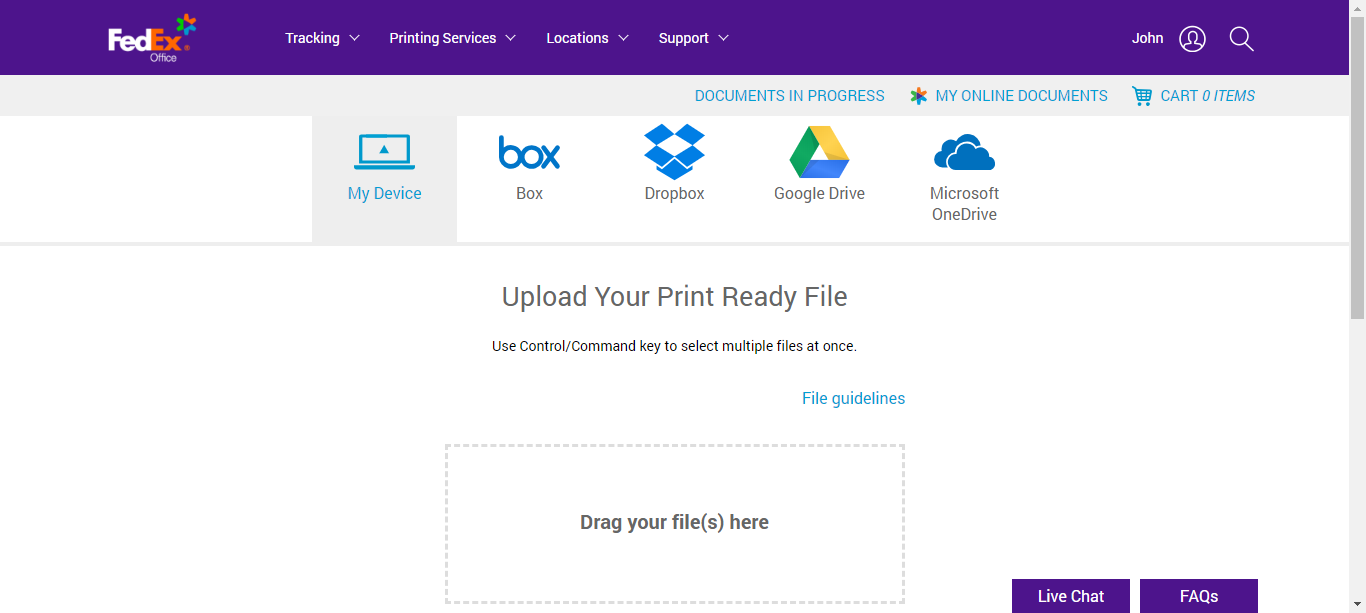 FedEx
Office
Tracking
Printing Services
Locations
Support
John
DOCUMENTS IN PROGRESS
MY ONLINE DOCUMENTS
CART 0 ITEMS
My Device
box
Box
Dropbox
Google Drive
Microsoft
OneDrive
Upload Your Print Ready File
Use Control/Command key to select multiple files at once.
File guidelines
Drag your file(s) here
Live Chat
FAQs